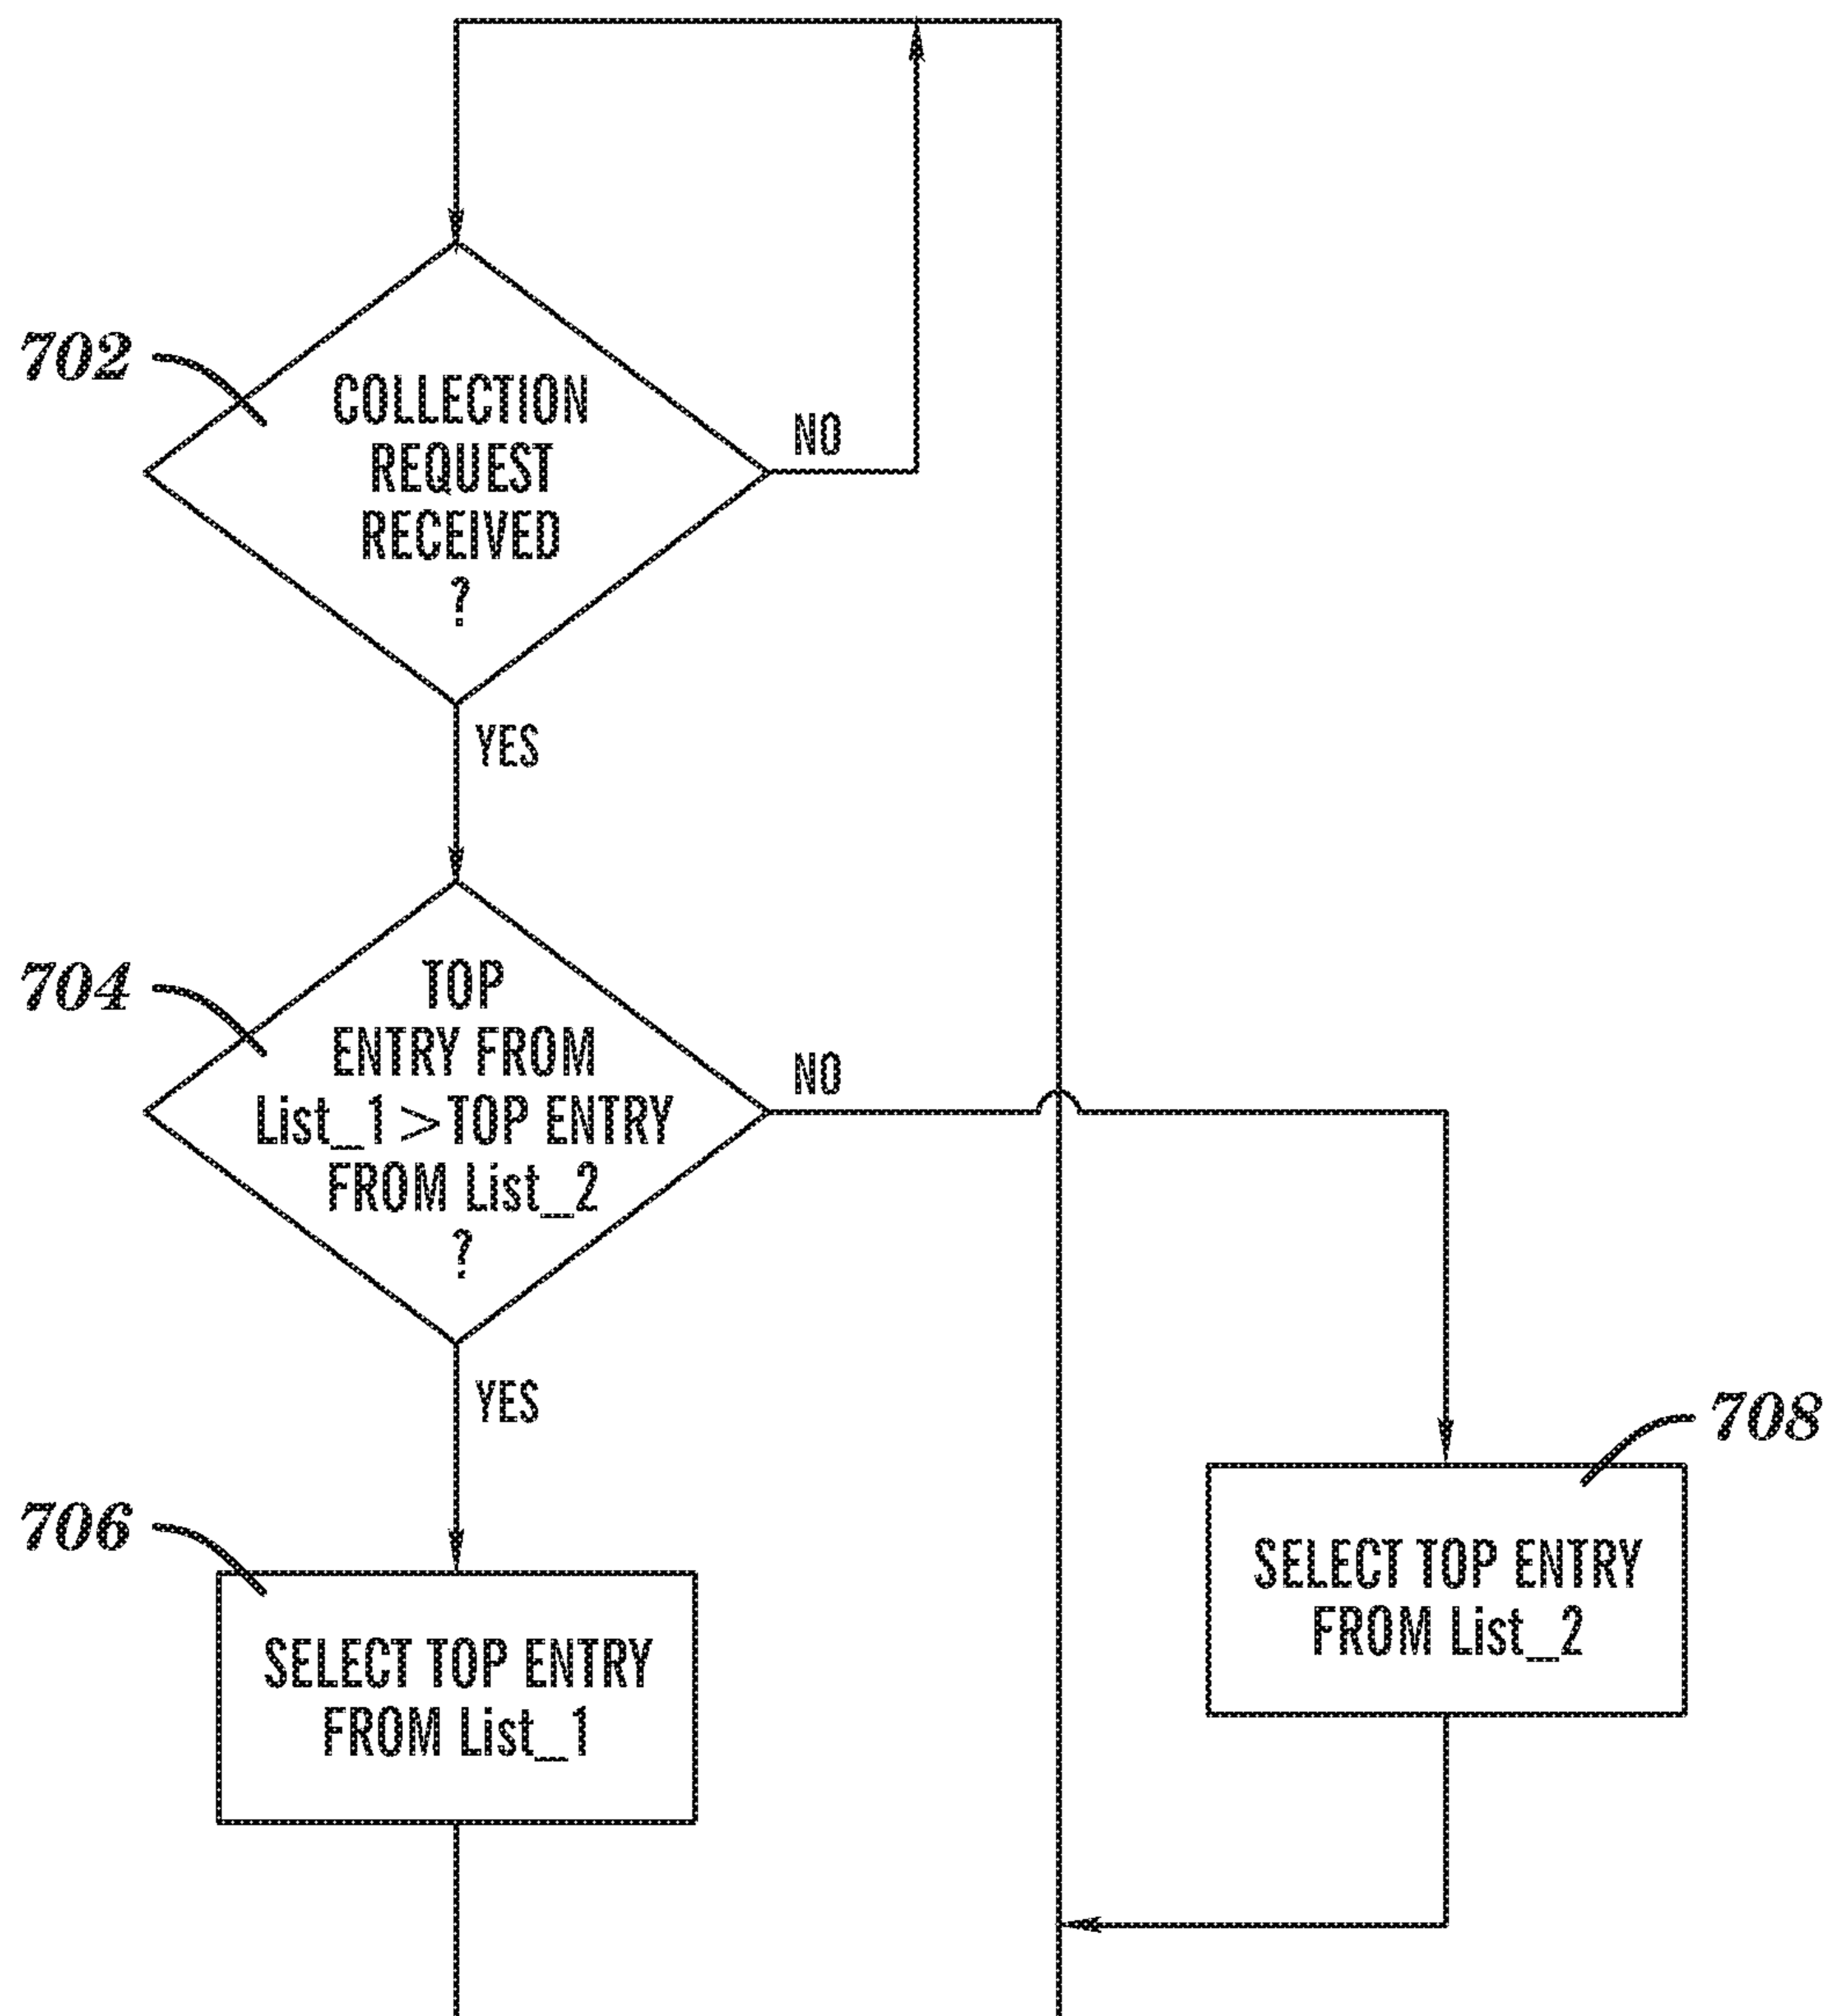 702
COLLECTION
REQUEST
RECEIVED
?
NO
YES
704
TOP
ENTRY FROM
List_1 > TOP ENTRY
FROM List_2
?
NO
YES
706
SELECT TOP ENTRY
FROM List_1
708
SELECT TOP ENTRY
FROM List_2